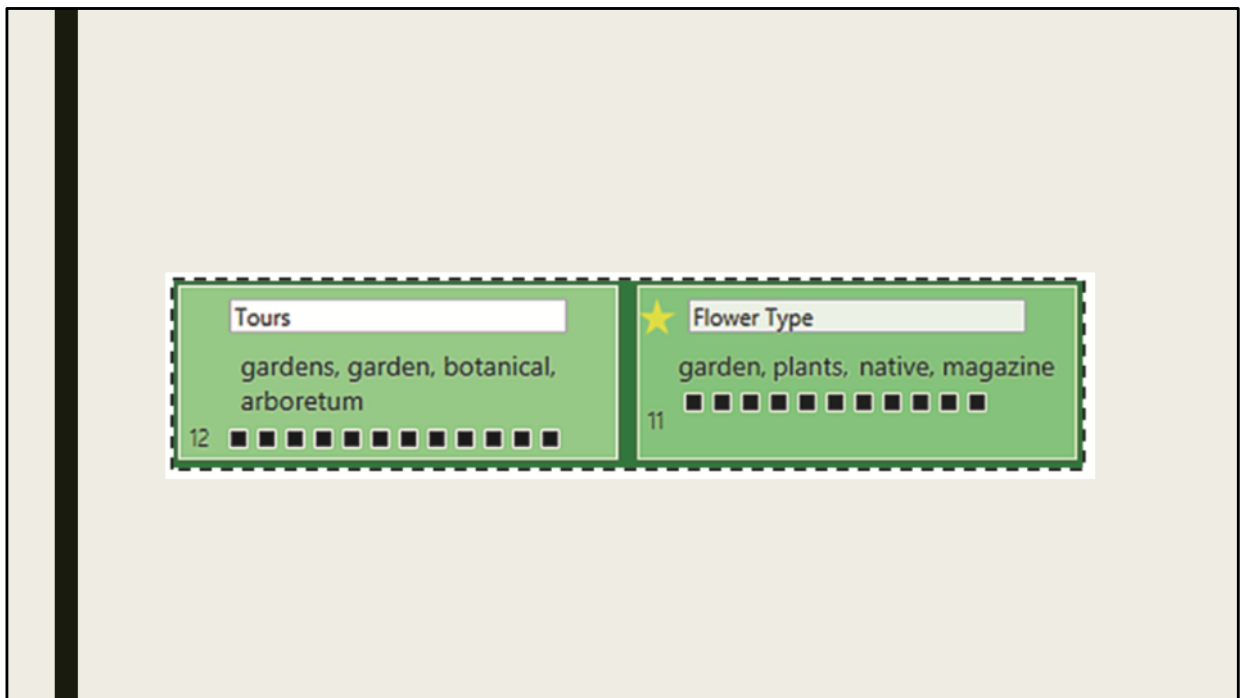 Tours
gardens, garden, botanical,
arboretum
12
Flower Type
garden, plants, native, magazine
11